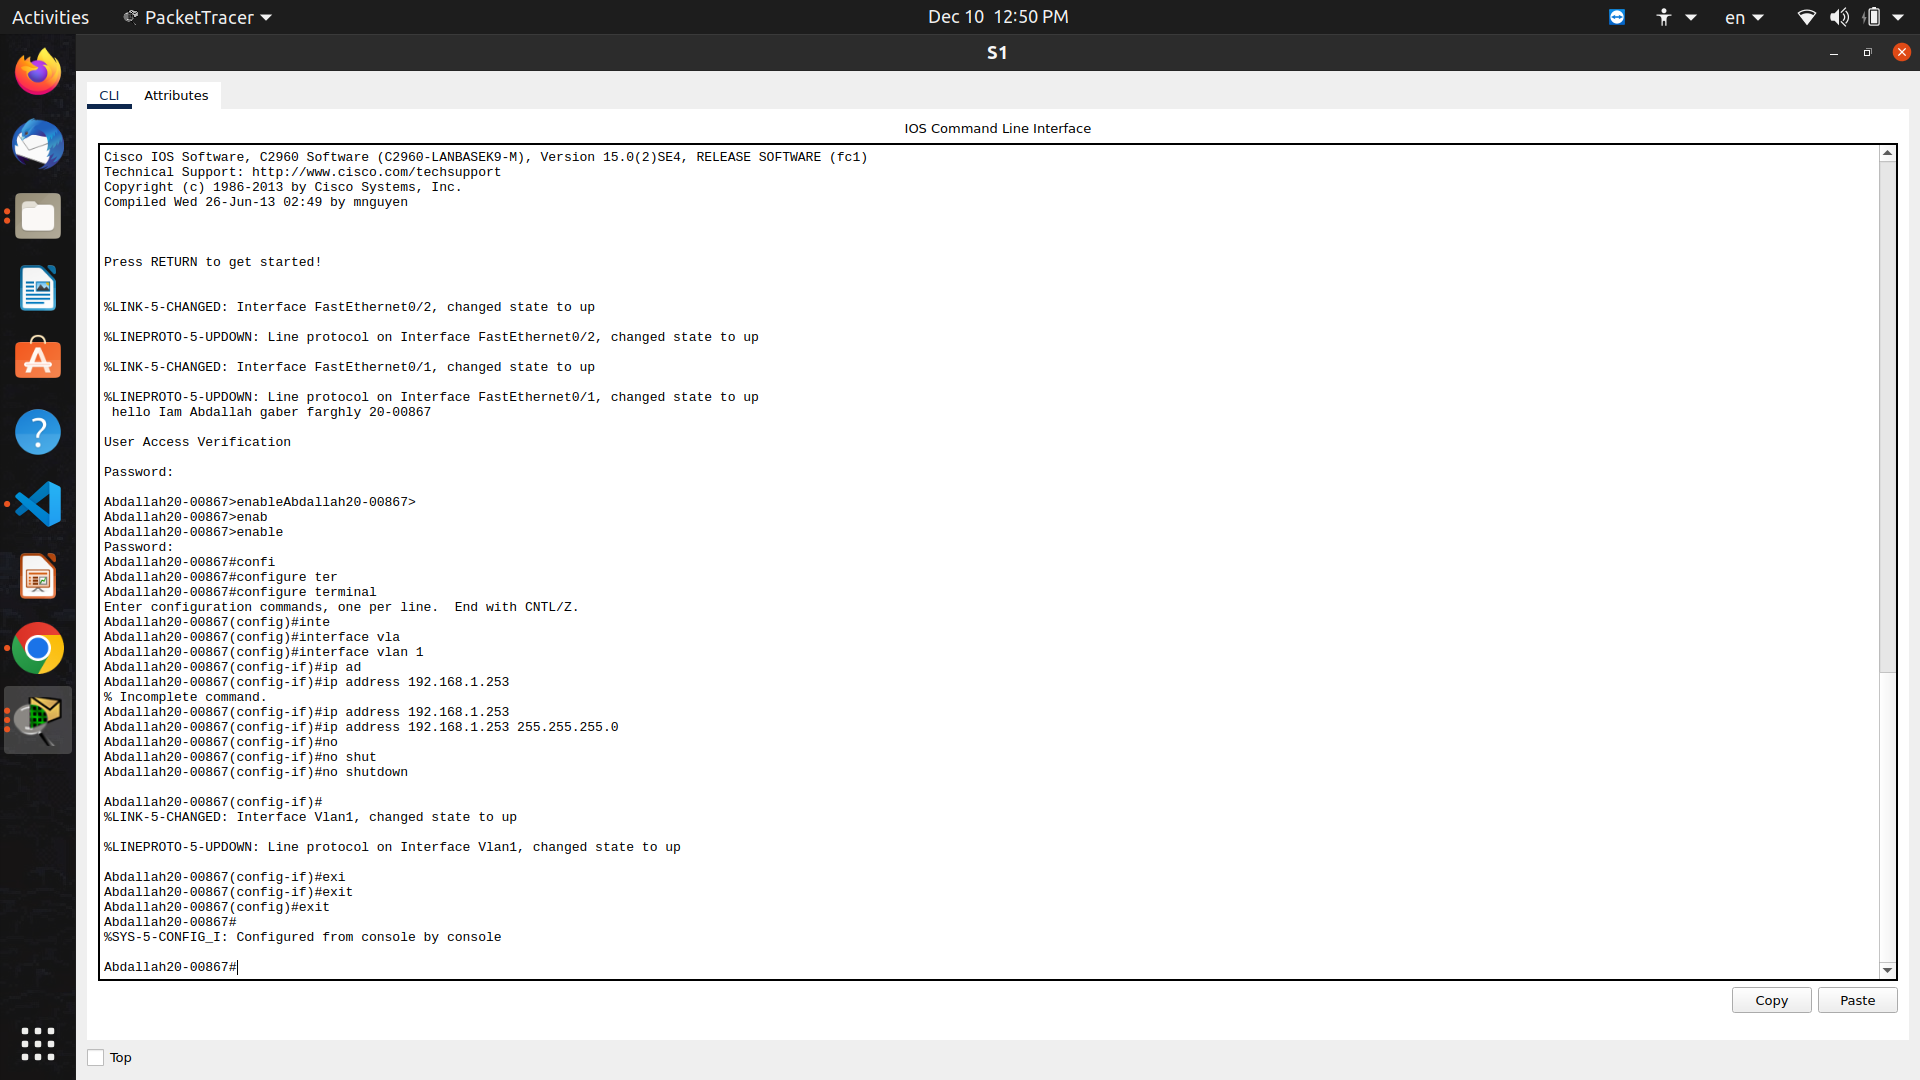 Activities
PacketTracer
Dec 10 12:50 PM
en
S1
CLI
Attributes
IOS Command Line Interface
Cisco IOS Software, C2960 Software (C2960-LANBASEK9-M), Version 15.0(2)SE4, RELEASE SOFTWARE (fc1)
Technical Support: http://www.cisco.com/techsupport
Copyright (c) 1986-2013 by Cisco Systems, Inc.
Compiled Wed 26-Jun-13 02:49 by mnguyen
Press RETURN to get started!
%LINK-5-CHANGED: Interface FastEthernet0/2, changed state to up
%LINEPROTO-5-UPDOWN: Line protocol on Interface FastEthernet0/2, changed state to up
%LINK-5-CHANGED: Interface FastEthernet0/1, changed state to up
%LINEPROTO-5-UPDOWN: Line protocol on Interface FastEthernet0/1, changed state to up
hello Iam Abdallah gaber farghly 20-00867
User Access Verification
Password:
Abdallah20-00867>enableAbdallah20-00867>
Abdallah20-00867>enab
Abdallah20-00867>enable
Password:
Abdallah20-00867#confi
Abdallah20-00867#configure ter
Abdallah20-00867#configure terminal
Enter configuration commands, one per line.  End with CNTL/Z.
Abdallah20-00867(config)#inte
Abdallah20-00867(config)#interface vla
Abdallah20-00867(config)#interface vlan 1
Abdallah20-00867(config-if)#ip ad
Abdallah20-00867(config-if)#ip address 192.168.1.253
% Incomplete command.
Abdallah20-00867(config-if)#ip address 192.168.1.253
Abdallah20-00867(config-if)#ip address 192.168.1.253 255.255.255.0
Abdallah20-00867(config-if)#no
Abdallah20-00867(config-if)#no shut
Abdallah20-00867(config-if)#no shutdown
Abdallah20-00867(config-if)#
%LINK-5-CHANGED: Interface Vlan1, changed state to up
%LINEPROTO-5-UPDOWN: Line protocol on Interface Vlan1, changed state to up
Abdallah20-00867(config-if)#exi
Abdallah20-00867(config-if)#exit
Abdallah20-00867(config)#exit
Abdallah20-00867#
%SYS-5-CONFIG_I: Configured from console by console
Abdallah20-00867#
Copy
Paste
Top